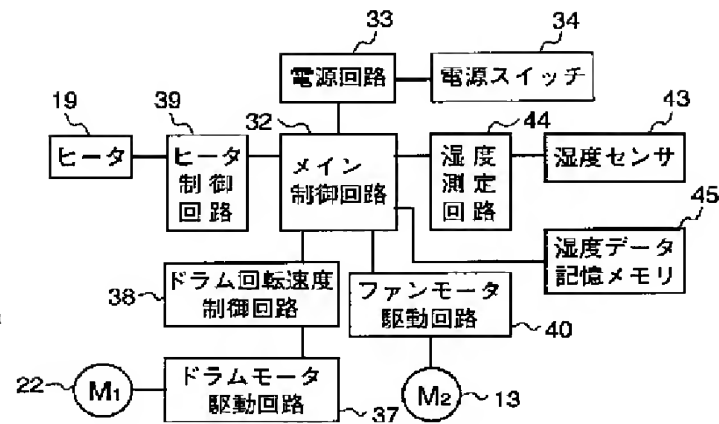 33
34
電源回路
電源スイッチ
19
39
32
44
43
ヒータ
ヒータ
制御
回路
メイン
制御回路
湿度
測定
回路
湿度センサ
45
湿度データ
記憶メモリ
38
ドラム回転速度
制御回路
ファンモータ
駆動回路
40
22
M1
ドラムモータ
駆動回路
37
M2
13